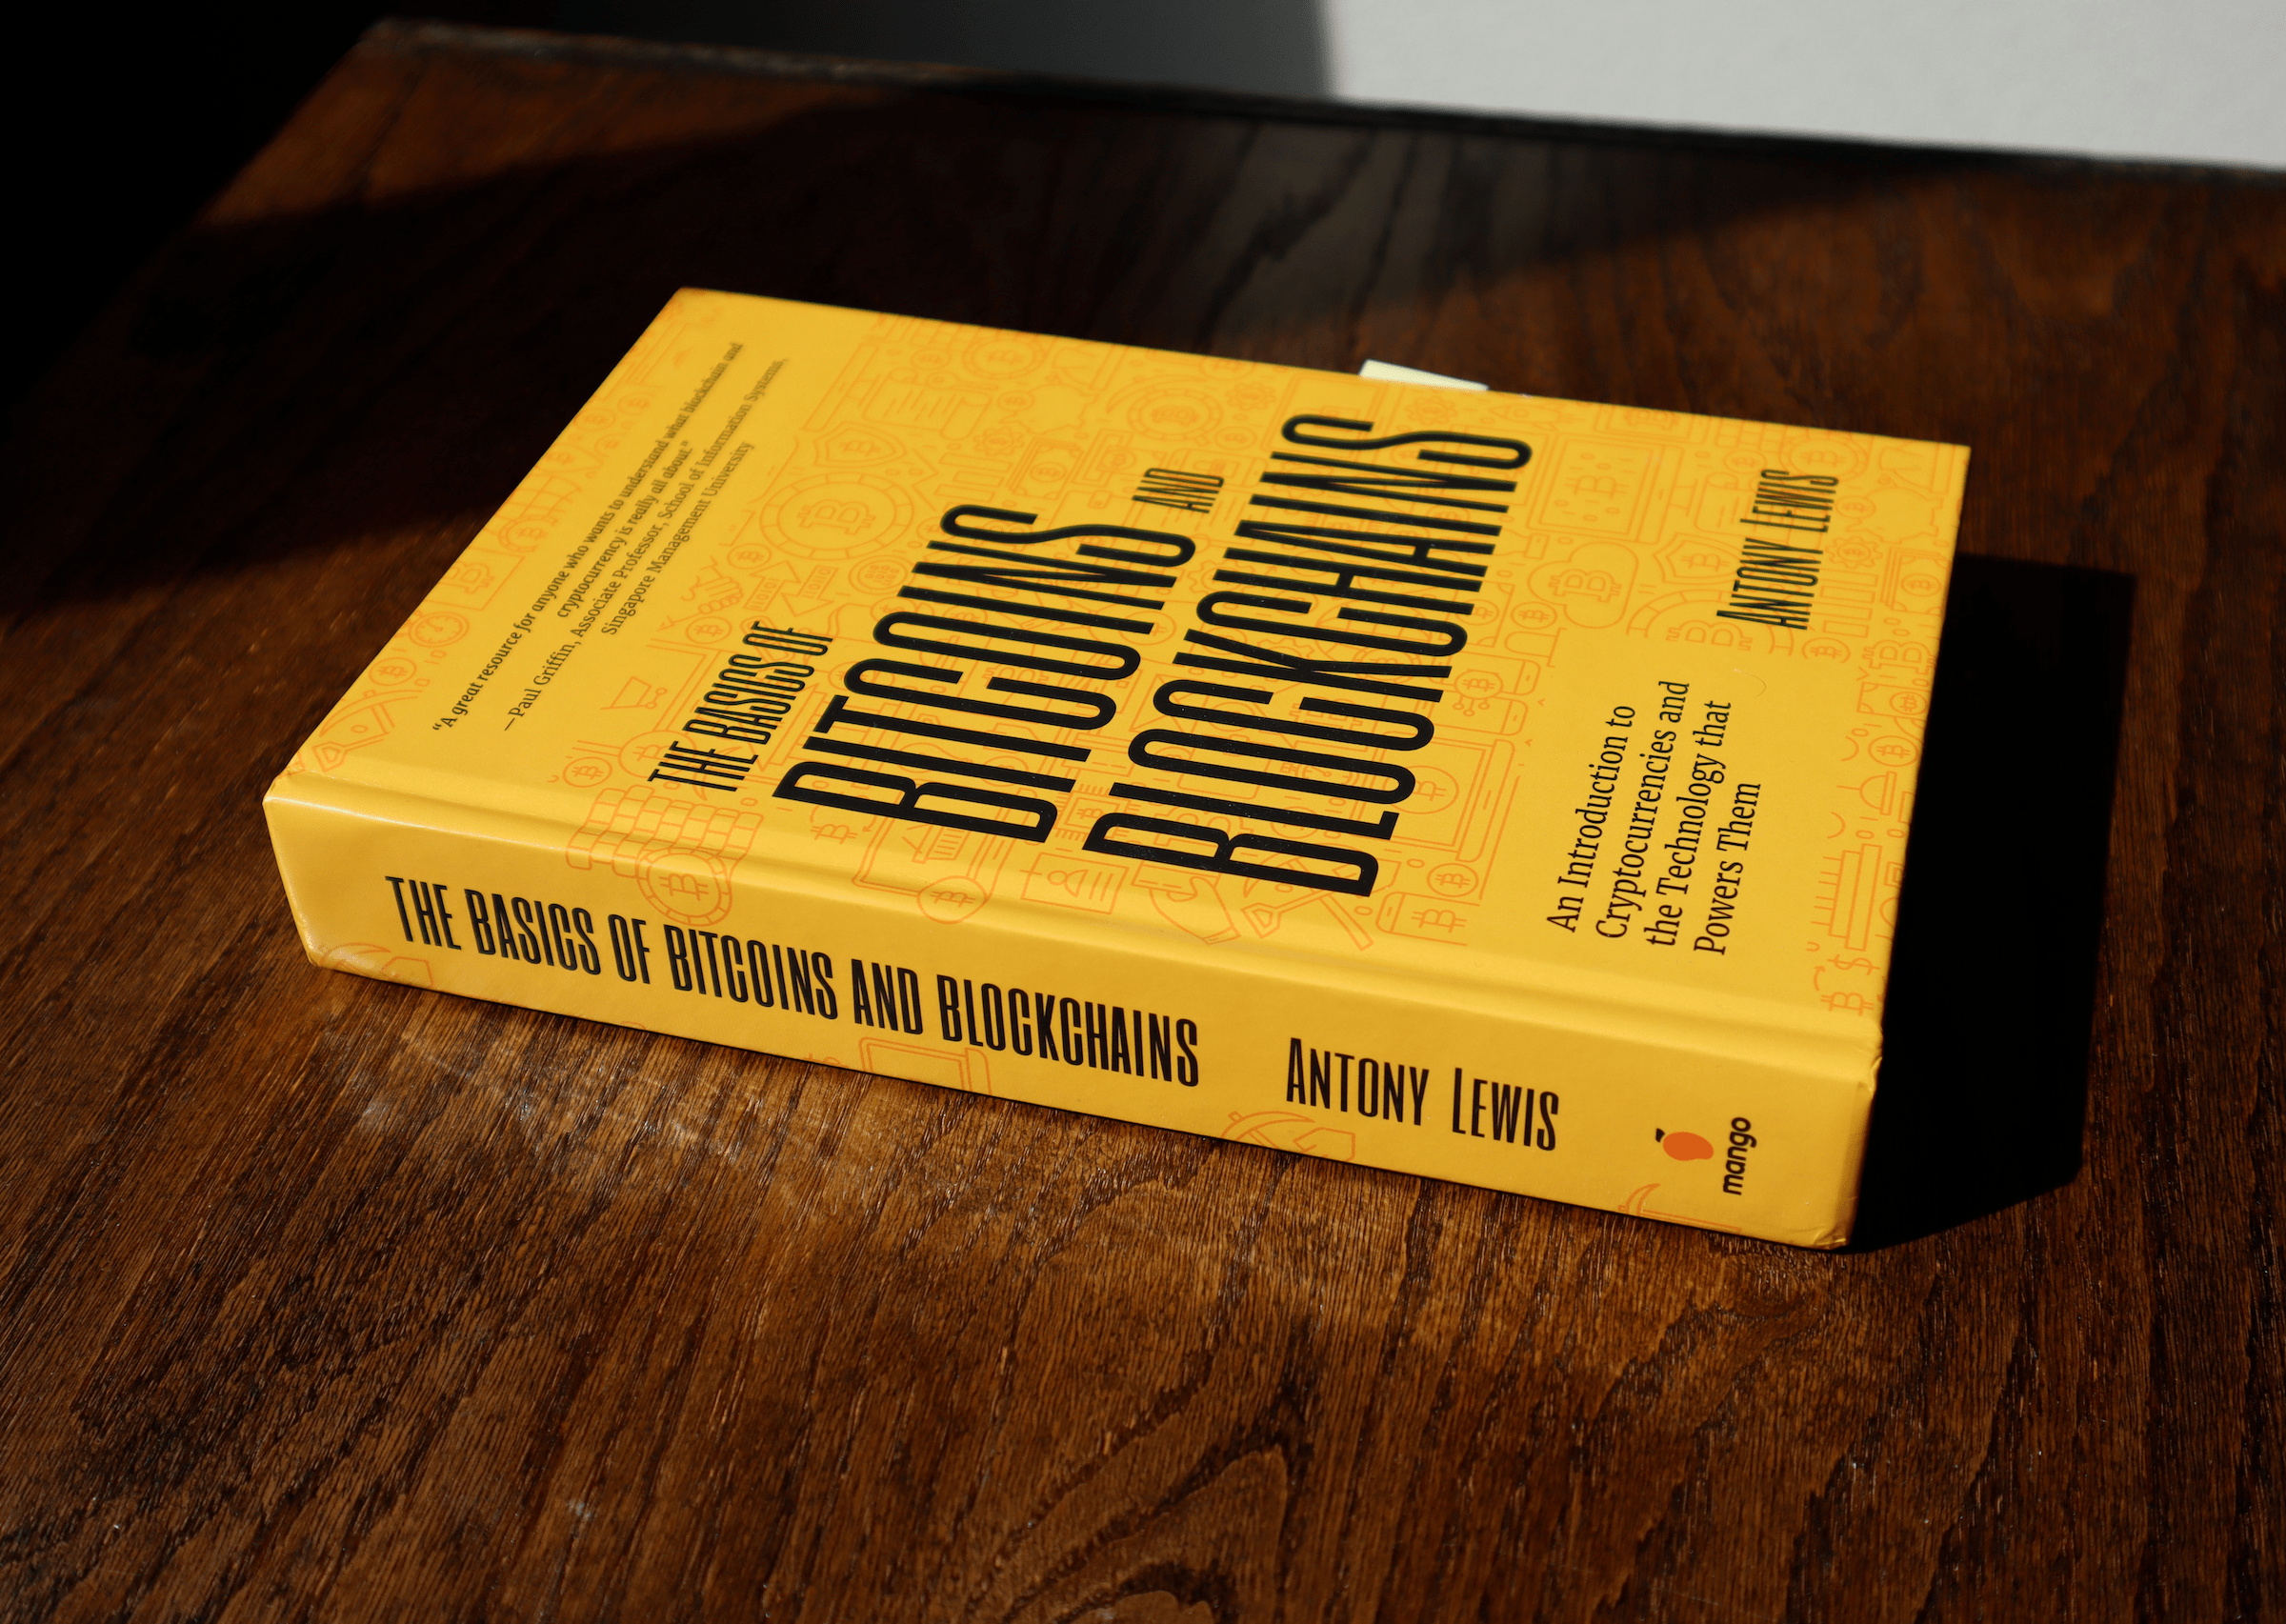 “A great resource for anyone who wants to understand what blockchain and
cryptocurrency is really all about.”
—Paul Griffin, Associate Professor, School of Information Systems,
Singapore Management University
THE BASICS OF
BITCOINS AND
BLOCKCHAINS
An Introduction to
Cryptocurrencies and
the Technology that
Powers Them
ANTONY LEWIS
THE BASICS OF BITCOINS AND BLOCKCHAINS ANTONY LEWIS mango